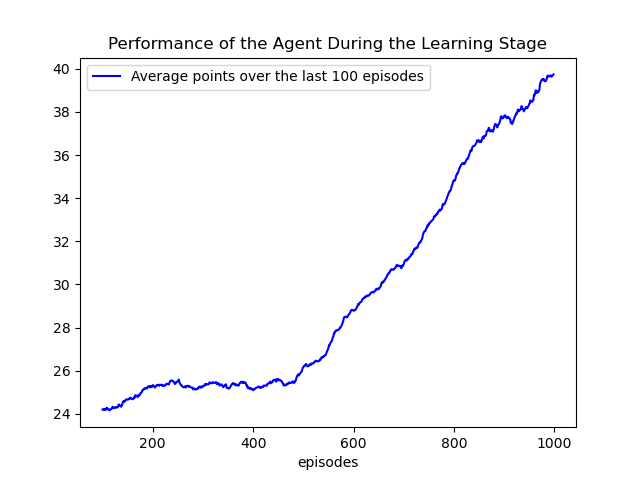 Performance of the Agent During the Learning Stage
Average points over the last 100 episodes
40
38
36
34
32
30
28
26
24
200 400 600 800 1000
episodes